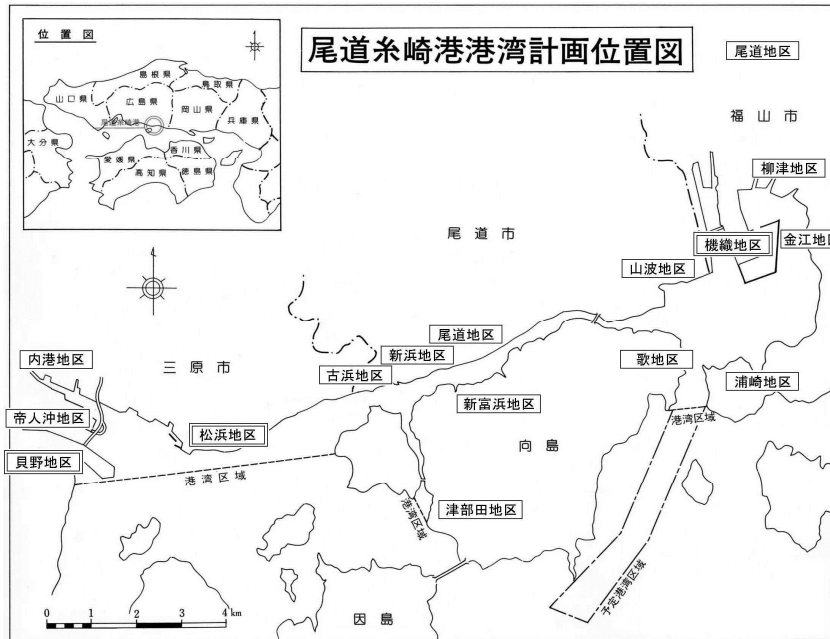 尾道糸崎港港湾計画位置図
位置図
島根県
鳥取県
山口県
広島県
岡山県
兵庫県
尾道糸崎港
大分県
愛媛県
香川県
高知県
徳島県
尾道地区
福山市
柳津地区
機織地区
金江地区
山波地区
尾道市
尾道地区
新浜地区
古浜地区
三原市
内港地区
帝人沖地区
貝野地区
松浜地区
港湾区域
歌地区
浦崎地区
港湾区域
新富浜地区
向島
津部田地区
港湾区域
予定港湾区域
因島
0 1 2 3 4 km